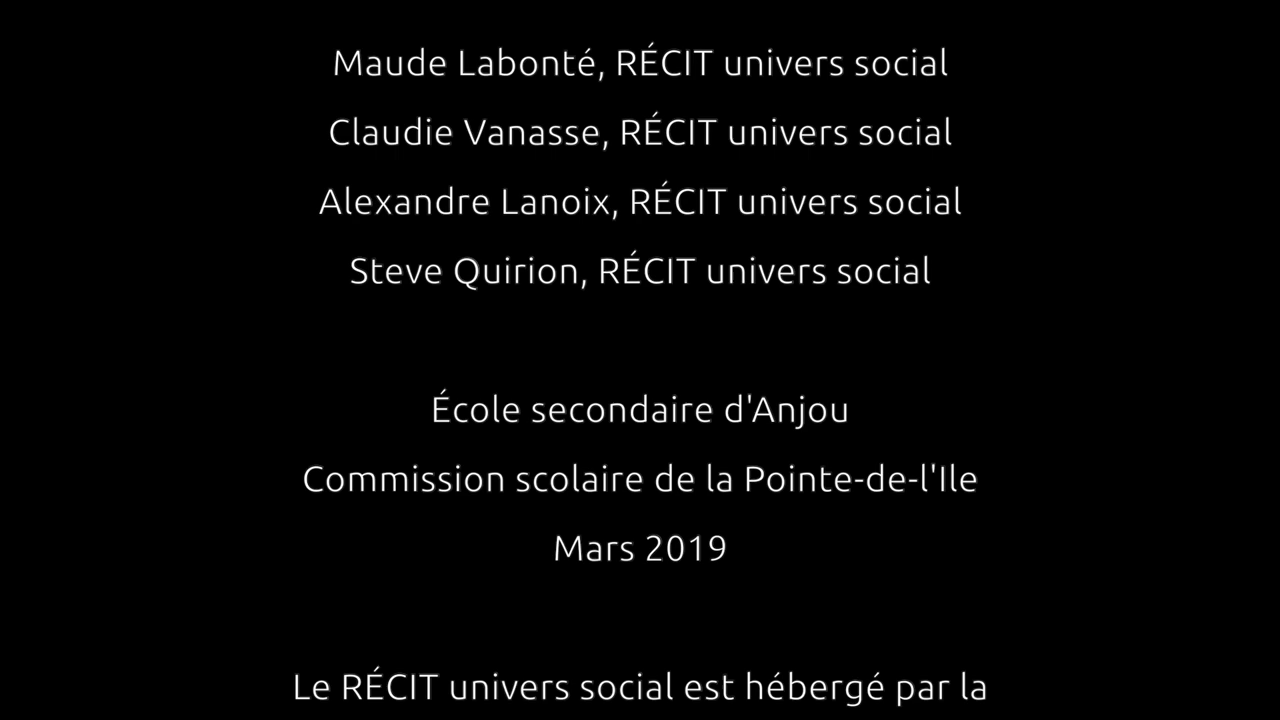 Maude Labonté, RÉCIT univers social
Claudie Vanasse, RÉCIT univers social
Alexandre Lanoix, RÉCIT univers social
Steve Quirion, RÉCIT univers social
École secondaire d'Anjou
Commission scolaire de la Pointe-de-l'Ile
Mars 2019
Le RÉCIT univers social est hébergé par la